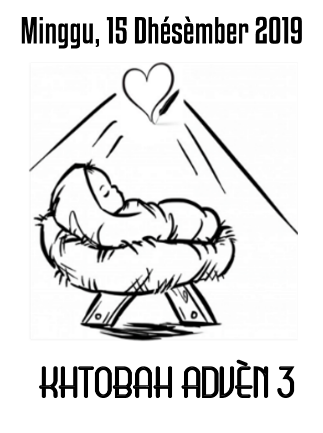 Minggu, 15 Dhésèmber 2019
KHTOBAH ADVÈN 3